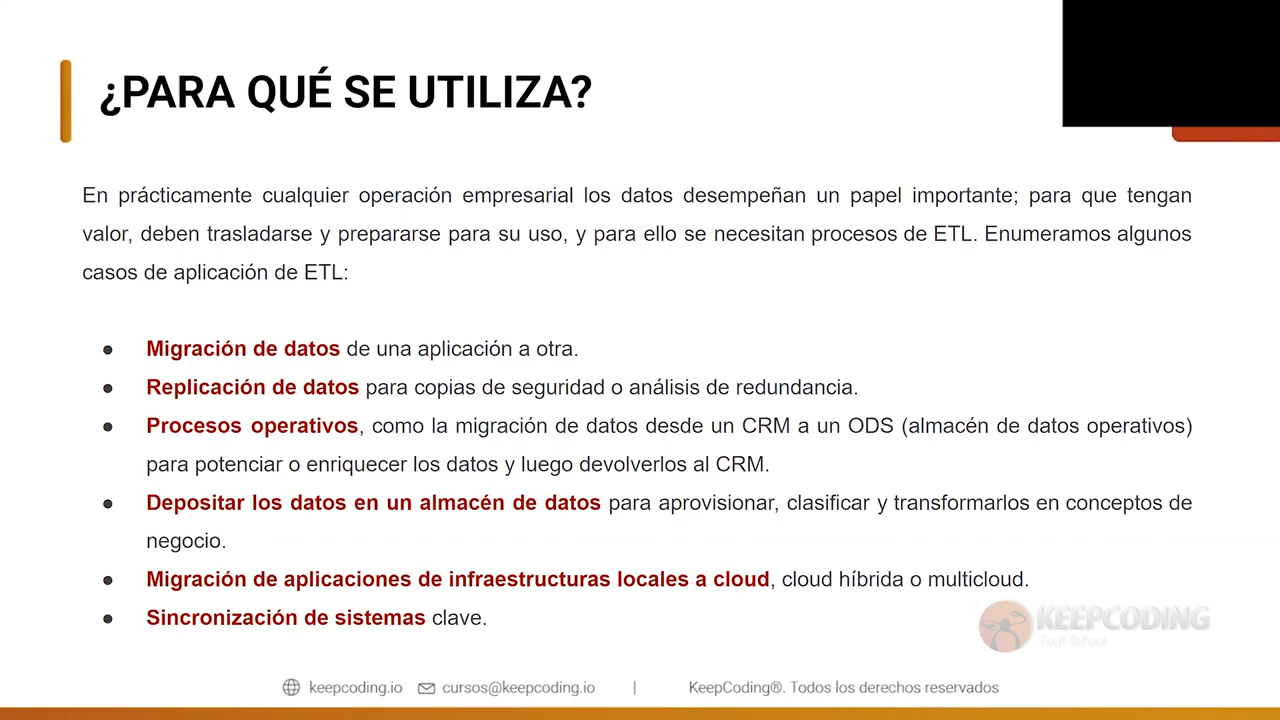 ¿PARA QUÉ SE UTILIZA?
En prácticamente cualquier operación empresarial los datos desempeñan un papel importante; para que tengan
valor, deben trasladarse y prepararse para su uso, y para ello se necesitan procesos de ETL. Enumeramos algunos
casos de aplicación de ETL:
● Migración de datos de una aplicación a otra.
● Replicación de datos para copias de seguridad o análisis de redundancia.
● Procesos operativos, como la migración de datos desde un CRM a un ODS (almacén de datos operativos)
para potenciar o enriquecer los datos y luego devolverlos al CRM.
● Depositar los datos en un almacén de datos para aprovisionar, clasificar y transformarlos en conceptos de
negocio.
● Migración de aplicaciones de infraestructuras locales a cloud, cloud híbrida o multicloud.
● Sincronización de sistemas clave.
KEEPCODING
Tech School
keepcoding.io cursos@keepcoding.io | KeepCoding®. Todos los derechos reservados